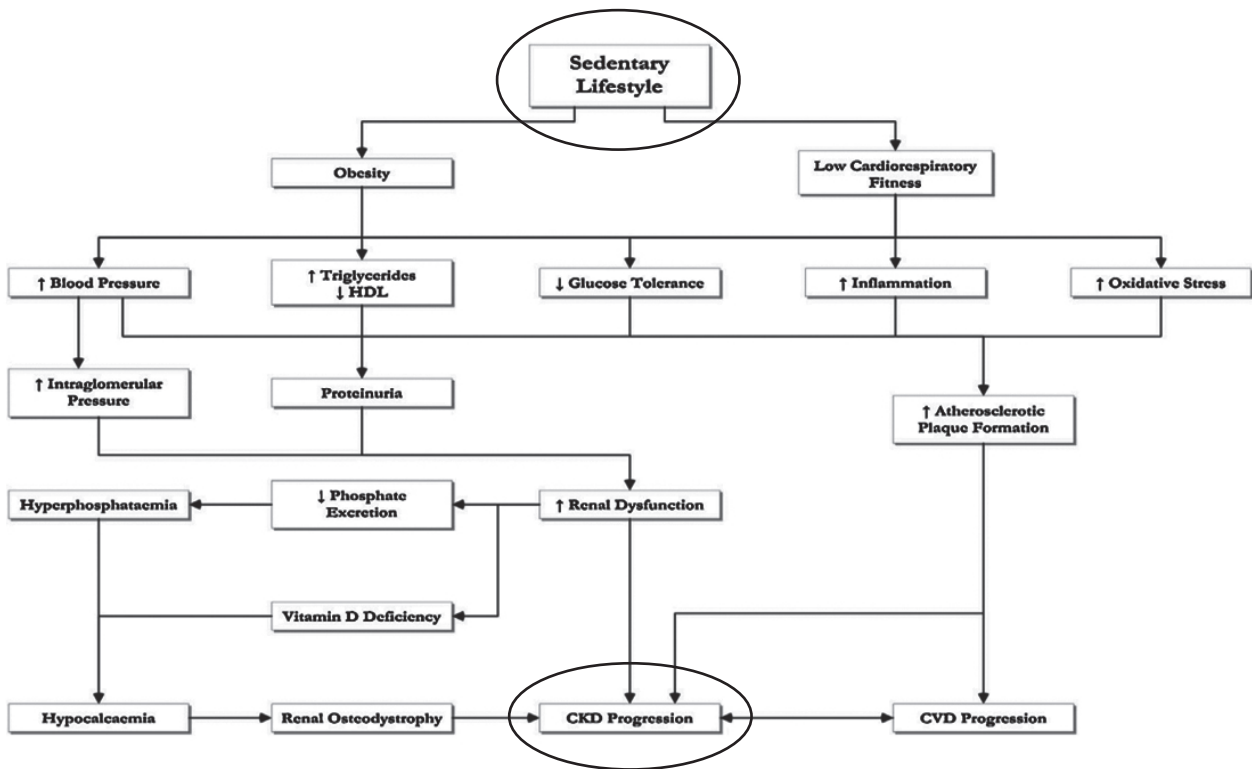 Sedentary
Lifestyle
Obesity
Low Cardiorespiratory
Fitness
↑ Blood Pressure
↑ Triglycerides
↓ HDL
↓ Glucose Tolerance
↑ Inflammation
↑ Oxidative Stress
↑ Intraglomerular
Pressure
Proteinuria
↑ Atherosclerotic
Plaque Formation
Hyperphosphataemia
↓ Phosphate
Excretion
↑ Renal Dysfunction
Vitamin D Deficiency
Hypocalcaemia
Renal Osteodystrophy
CKD Progression
CVD Progression